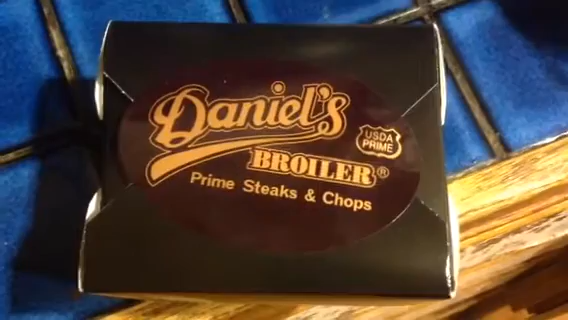 Daniel's
BROILER®
USDA
PRIME
Prime Steaks & Chops